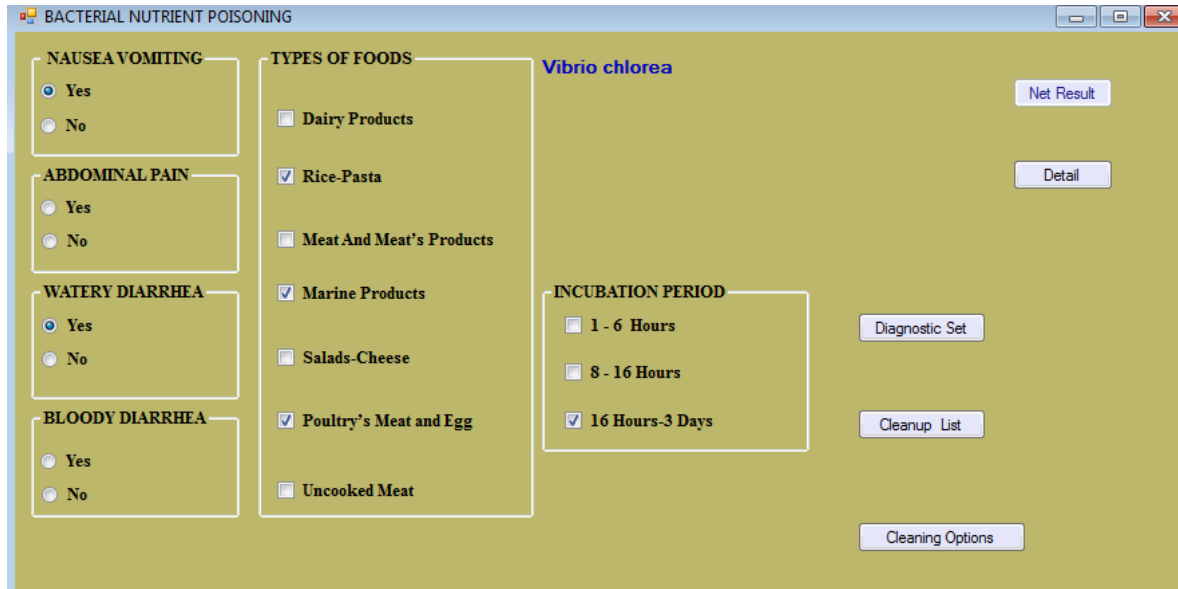 BACTERIAL NUTRIENT POISONING
NAUSEA VOMITING
Yes
No
ABDOMINAL PAIN
Yes
No
WATERY DIARRHEA
Yes
No
BLOODY DIARRHEA
Yes
No
TYPES OF FOODS
Dairy Products
Rice-Pasta
Meat And Meat's Products
Marine Products
Salads-Cheese
Poultry's Meat and Egg
Uncooked Meat
Vibrio chlorea
INCUBATION PERIOD
1 - 6 Hours
8 - 16 Hours
16 Hours-3 Days
Net Result
Detail
Diagnostic Set
Cleanup List
Cleaning Options